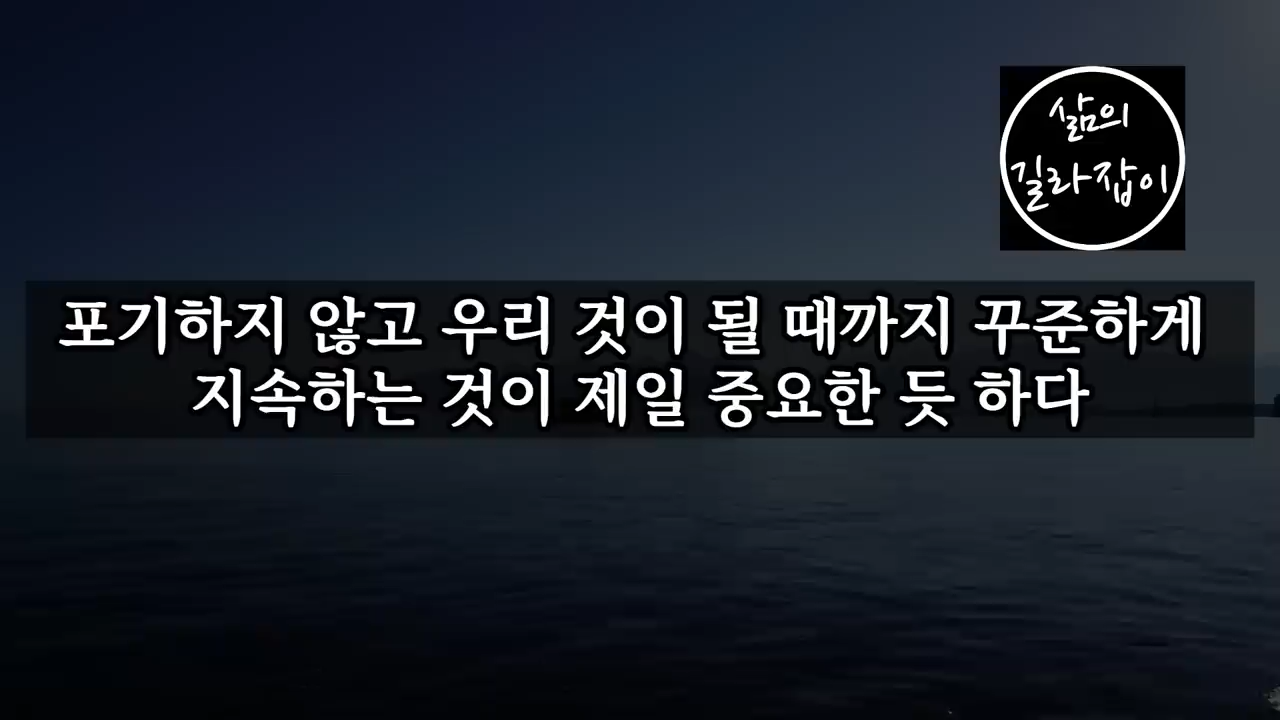 삶의
길라잡이
포기하지 않고 우리 것이 될 때까지 꾸준하게
지속하는 것이 제일 중요한 듯 하다